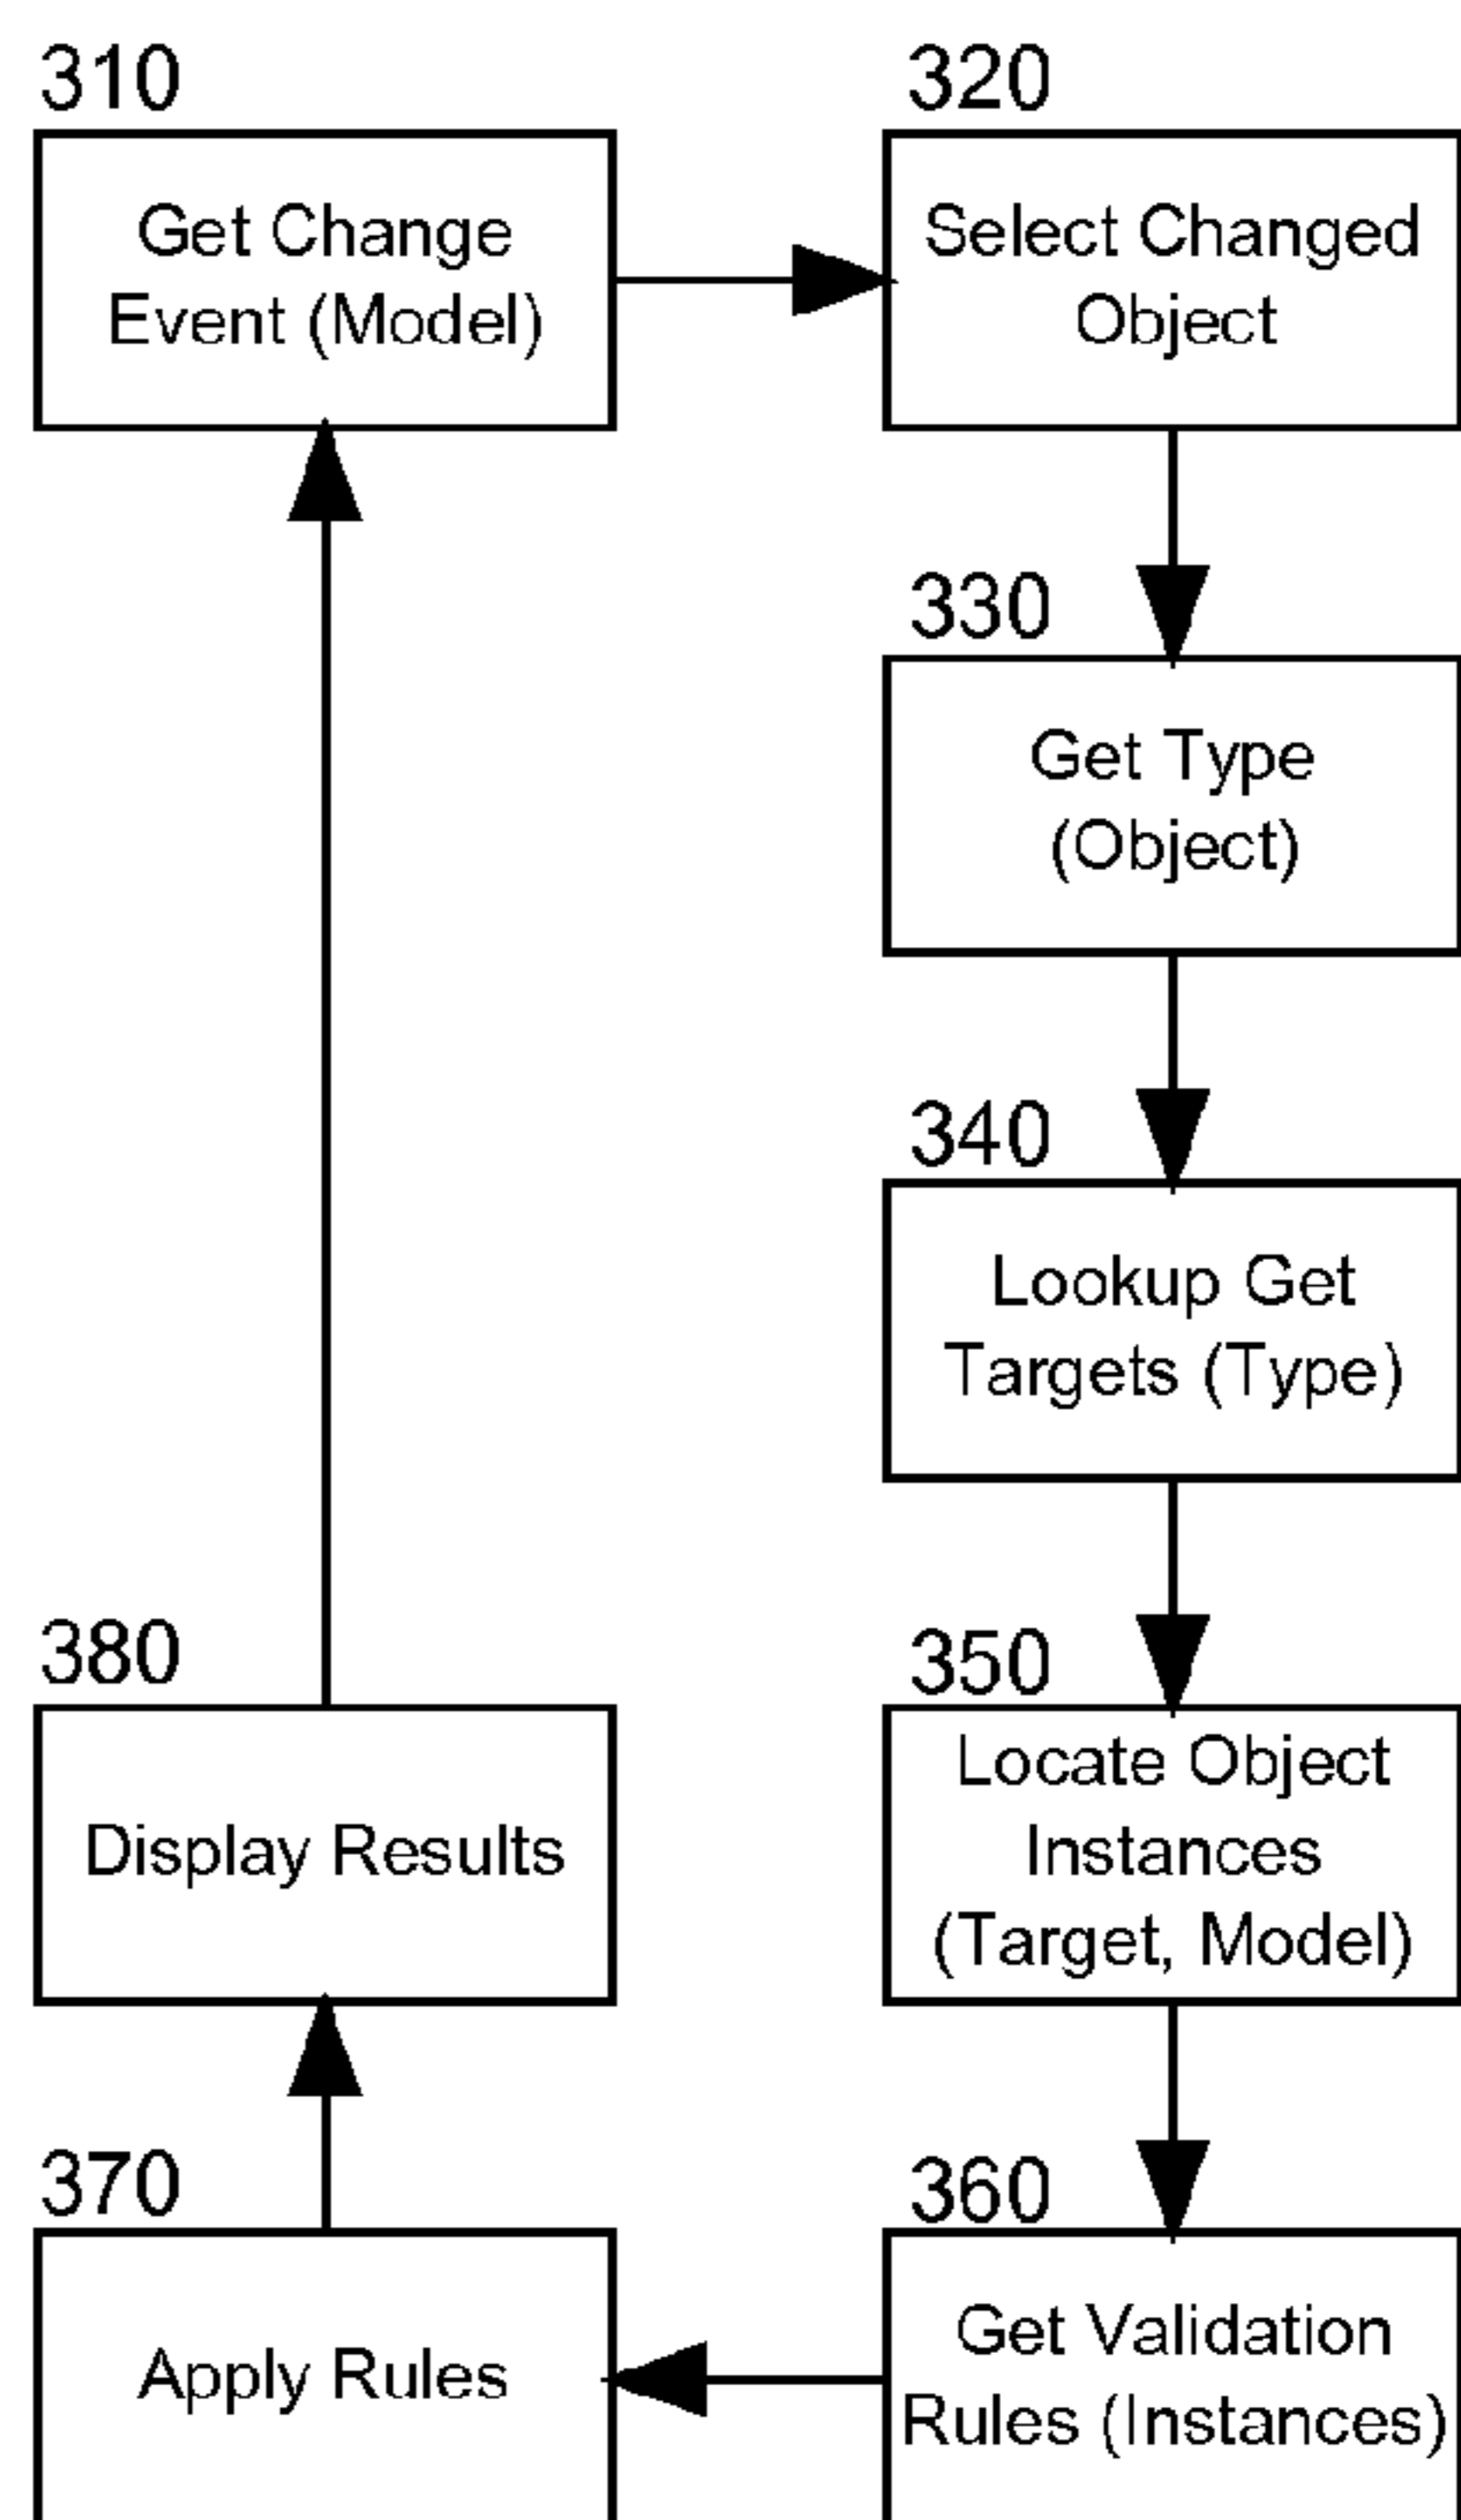 310
Get Change
Event (Model)
320
Select Changed
Object
330
Get Type
(Object)
340
Lookup Get
Targets (Type)
350
Locate Object
Instances
(Target, Model)
360
Get Validation
Rules (Instances)
370
Apply Rules
380
Display Results